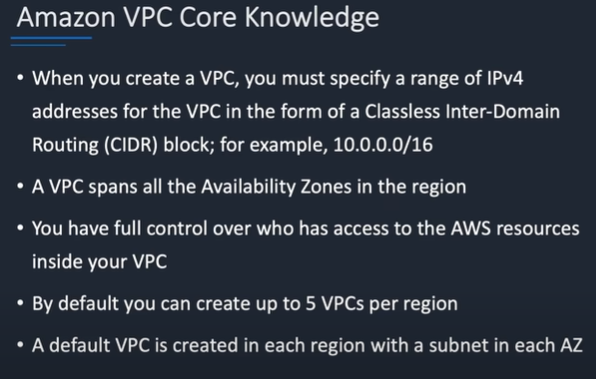 Amazon VPC Core Knowledge
• When you create a VPC, you must specify a range of IPv4
addresses for the VPC in the form of a Classless Inter-Domain
Routing (CIDR) block; for example, 10.0.0.0/16
• A VPC spans all the Availability Zones in the region
• You have full control over who has access to the AWS resources
inside your VPC
• By default you can create up to 5 VPCs per region
• A default VPC is created in each region with a subnet in each AZ